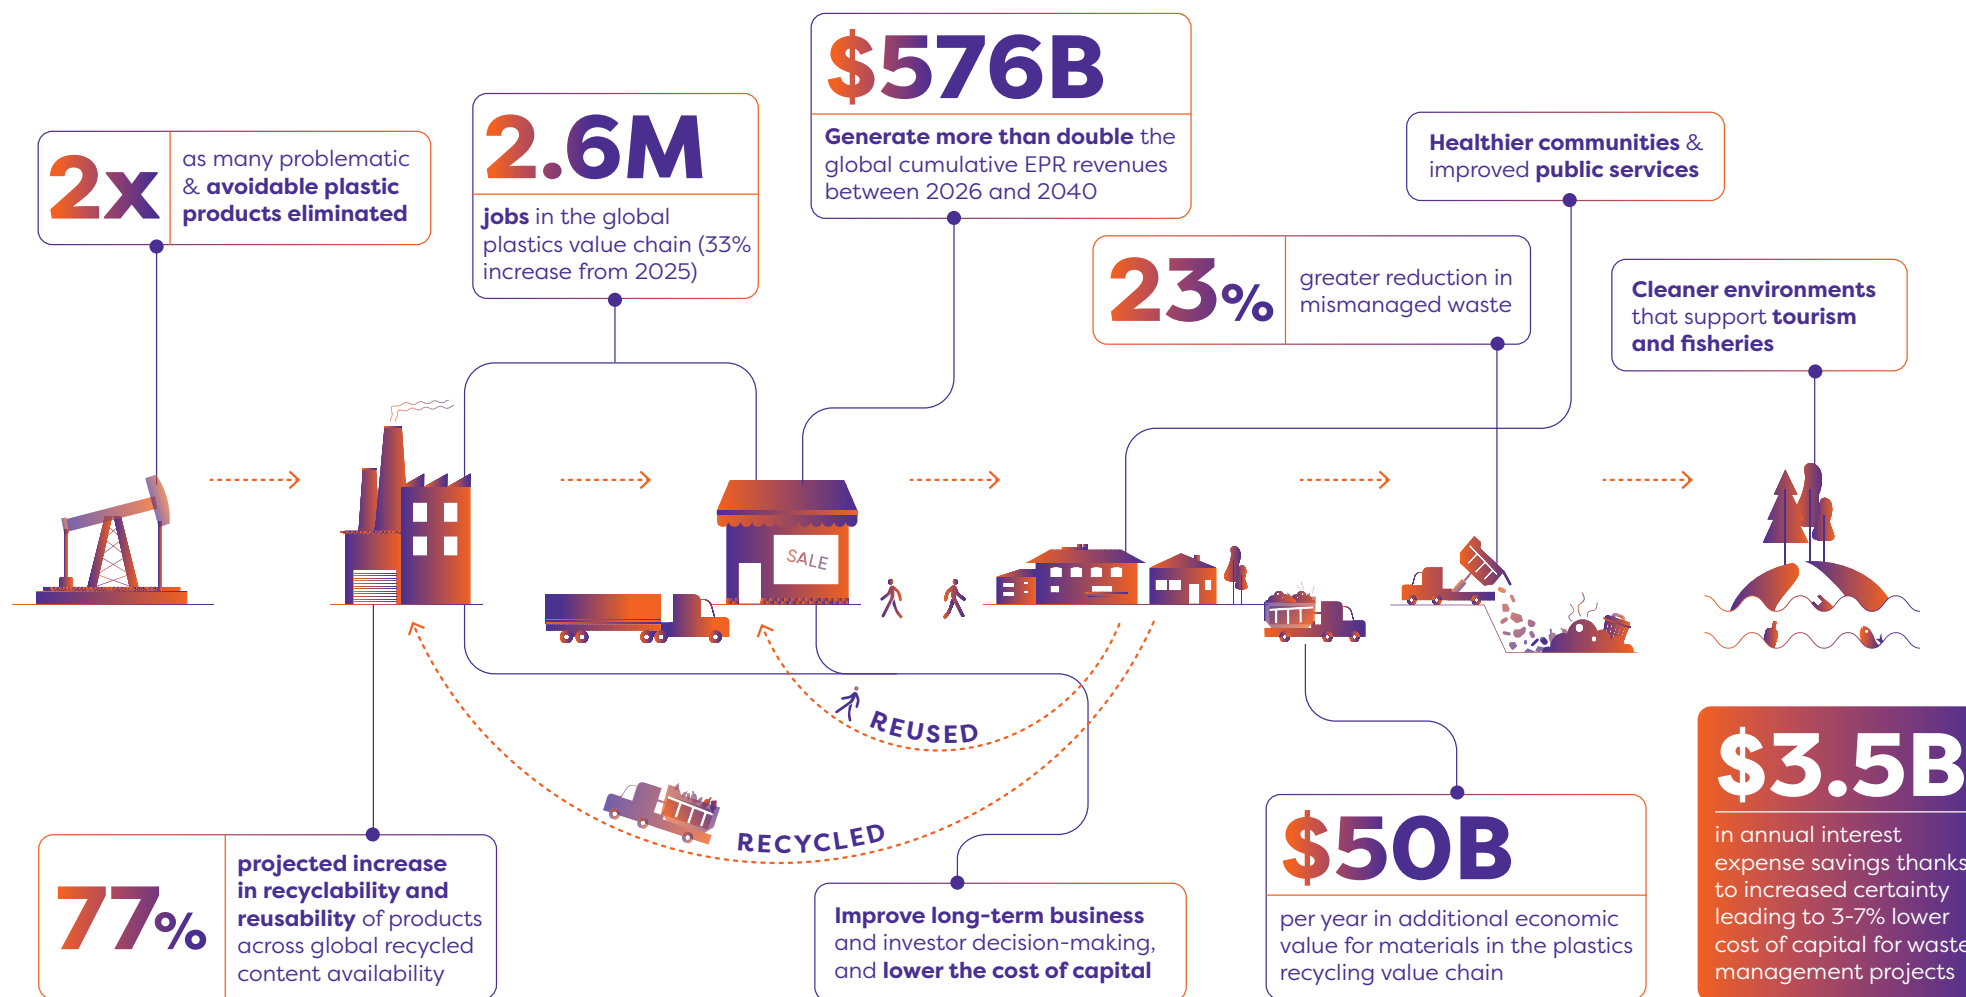 $576B
Generate more than double the
global cumulative EPR revenues
between 2026 and 2040
2.6M
jobs in the global
plastics value chain (33%
increase from 2025)
2x
as many problematic
& avoidable plastic
products eliminated
Healthier communities &
improved public services
23%
greater reduction in
mismanaged waste
Cleaner environments
that support tourism
and fisheries
SALE
REUSED
RECYCLED
77%
projected increase
in recyclability and
reusability of products
across global recycled
content availability
Improve long-term business
and investor decision-making,
and lower the cost of capital
$50B
per year in additional economic
value for materials in the plastics
recycling value chain
$3.5B
in annual interest
expense savings thanks
to increased certainty
leading to 3-7% lower
cost of capital for waste
management projects